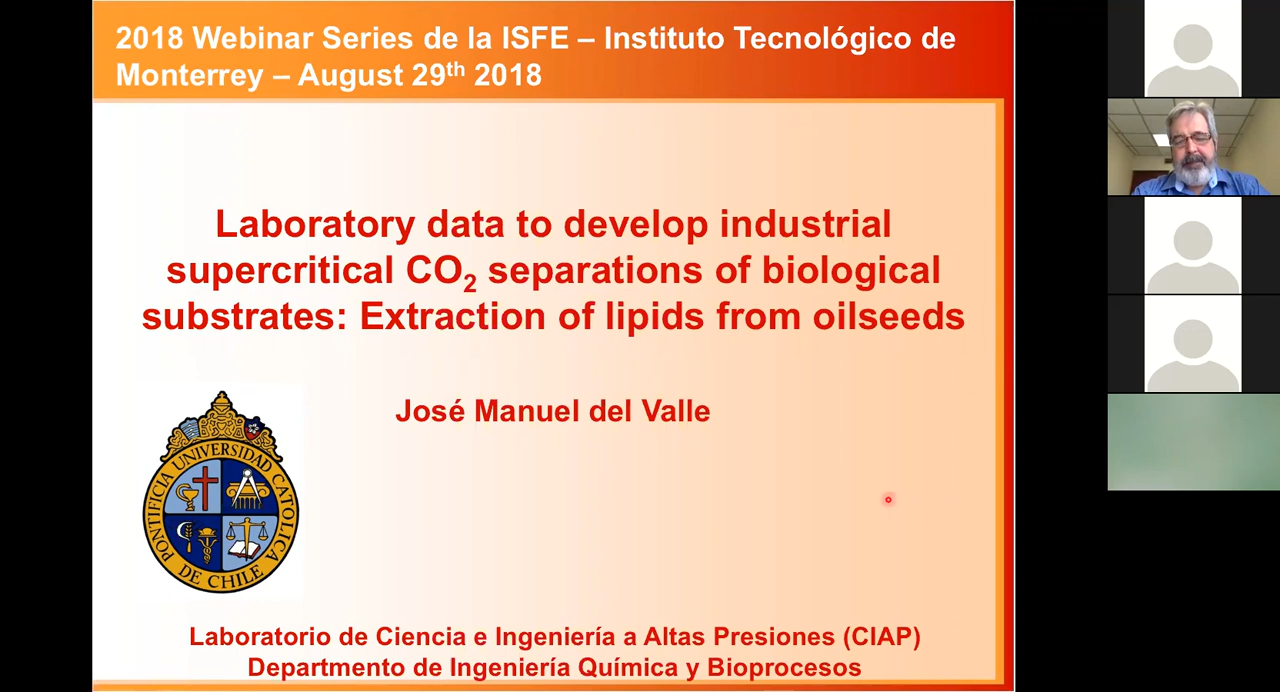 2018 Webinar Series de la ISFE – Instituto Tecnológico de
Monterrey – August 29th 2018
Laboratory data to develop industrial
supercritical CO2 separations of biological
substrates: Extraction of lipids from oilseeds
José Manuel del Valle
PONTIFICIA UNIVERSIDAD CATOLICA
DE CHILE
Laboratorio de Ciencia e Ingeniería a Altas Presiones (CIAP)
Departmento de Ingeniería Química y Bioprocesos